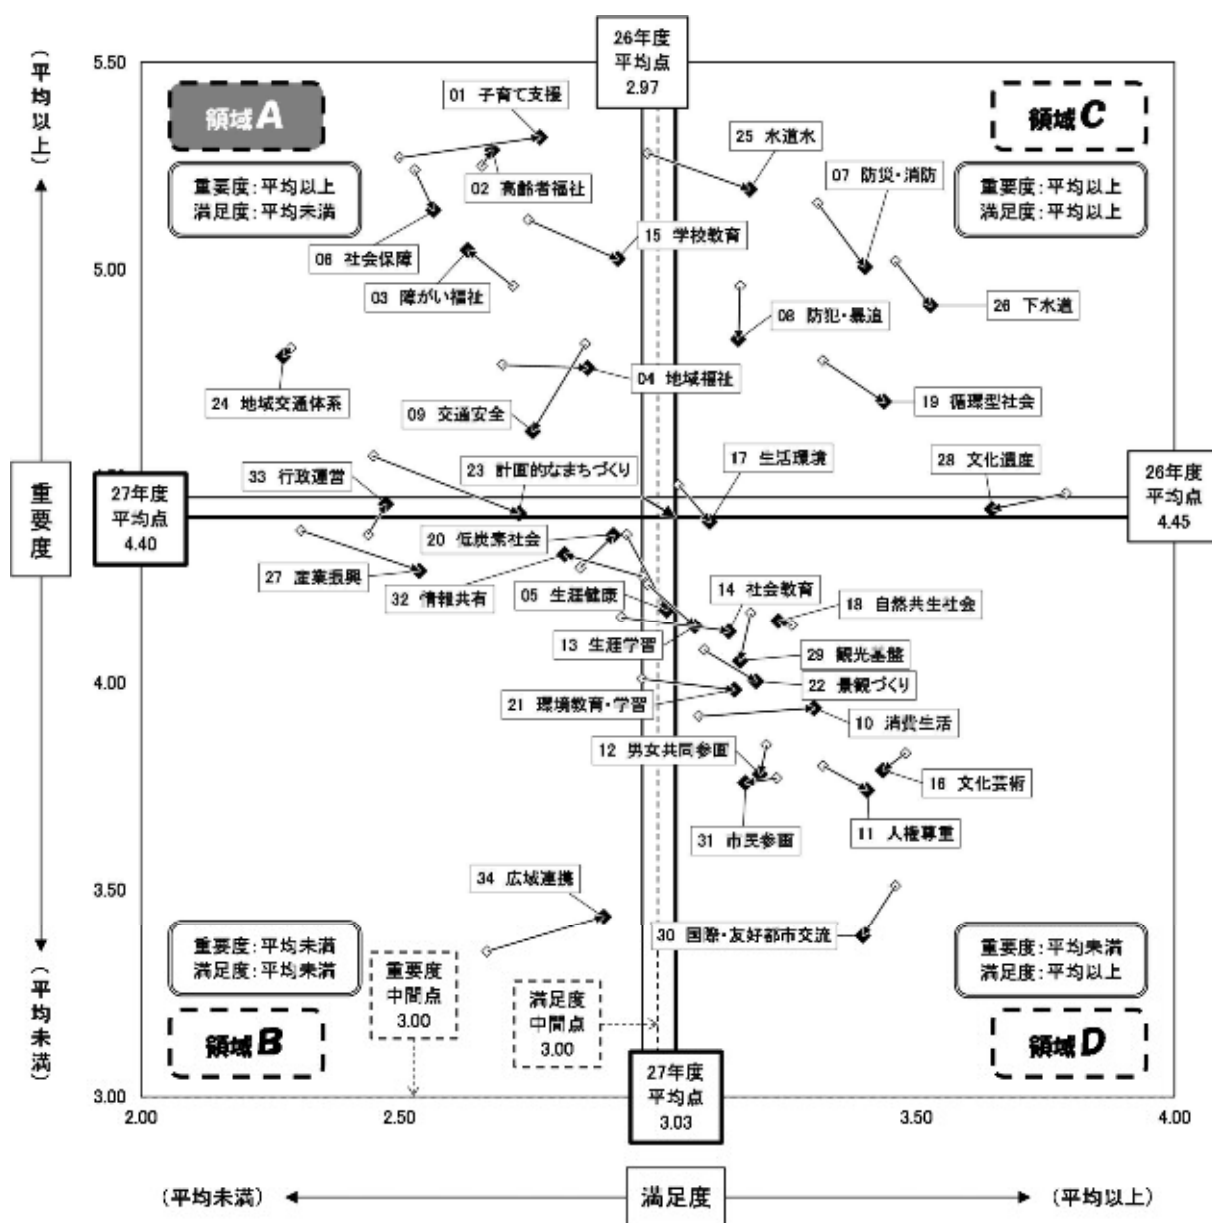 26年度
平均点
2.97
(平均以上)
5.50
領域A
01 子育て支援
領域C
25 水道水
重要度:平均以上
満足度:平均未満
02 高齢者福祉
07 防災・消防
重要度:平均以上
満足度:平均以上
15 学校教育
06 社会保障
5.00
03 障がい福祉
26 下水道
08 防犯・暴追
04 地域福祉
24 地域交通体系
09 交通安全
19 循環型社会
重要度
27年度
平均点
4.40
33 行政運営
23 計画的なまちづくり
17 生活環境
28 文化遺産
26年度
平均点
4.45
20 低炭素社会
27 産業振興
32 情報共有
05 生涯健康
14 社会教育
18 自然共生社会
13 生涯学習
29 観光基盤
4.00
21 環境教育・学習
22 景観づくり
10 消費生活
12 男女共同参画
16 文化芸術
31 市民参画
11 人権尊重
34 広域連携
3.50
30 国際・友好都市交流
重要度:平均未満
満足度:平均未満
重要度
中間点
3.00
満足度
中間点
3.00
重要度:平均未満
満足度:平均以上
(平均未満)
領域B
領域D
3.00
27年度
平均点
3.03
2.00
2.50
3.50
4.00
(平均未満)
満足度
(平均以上)